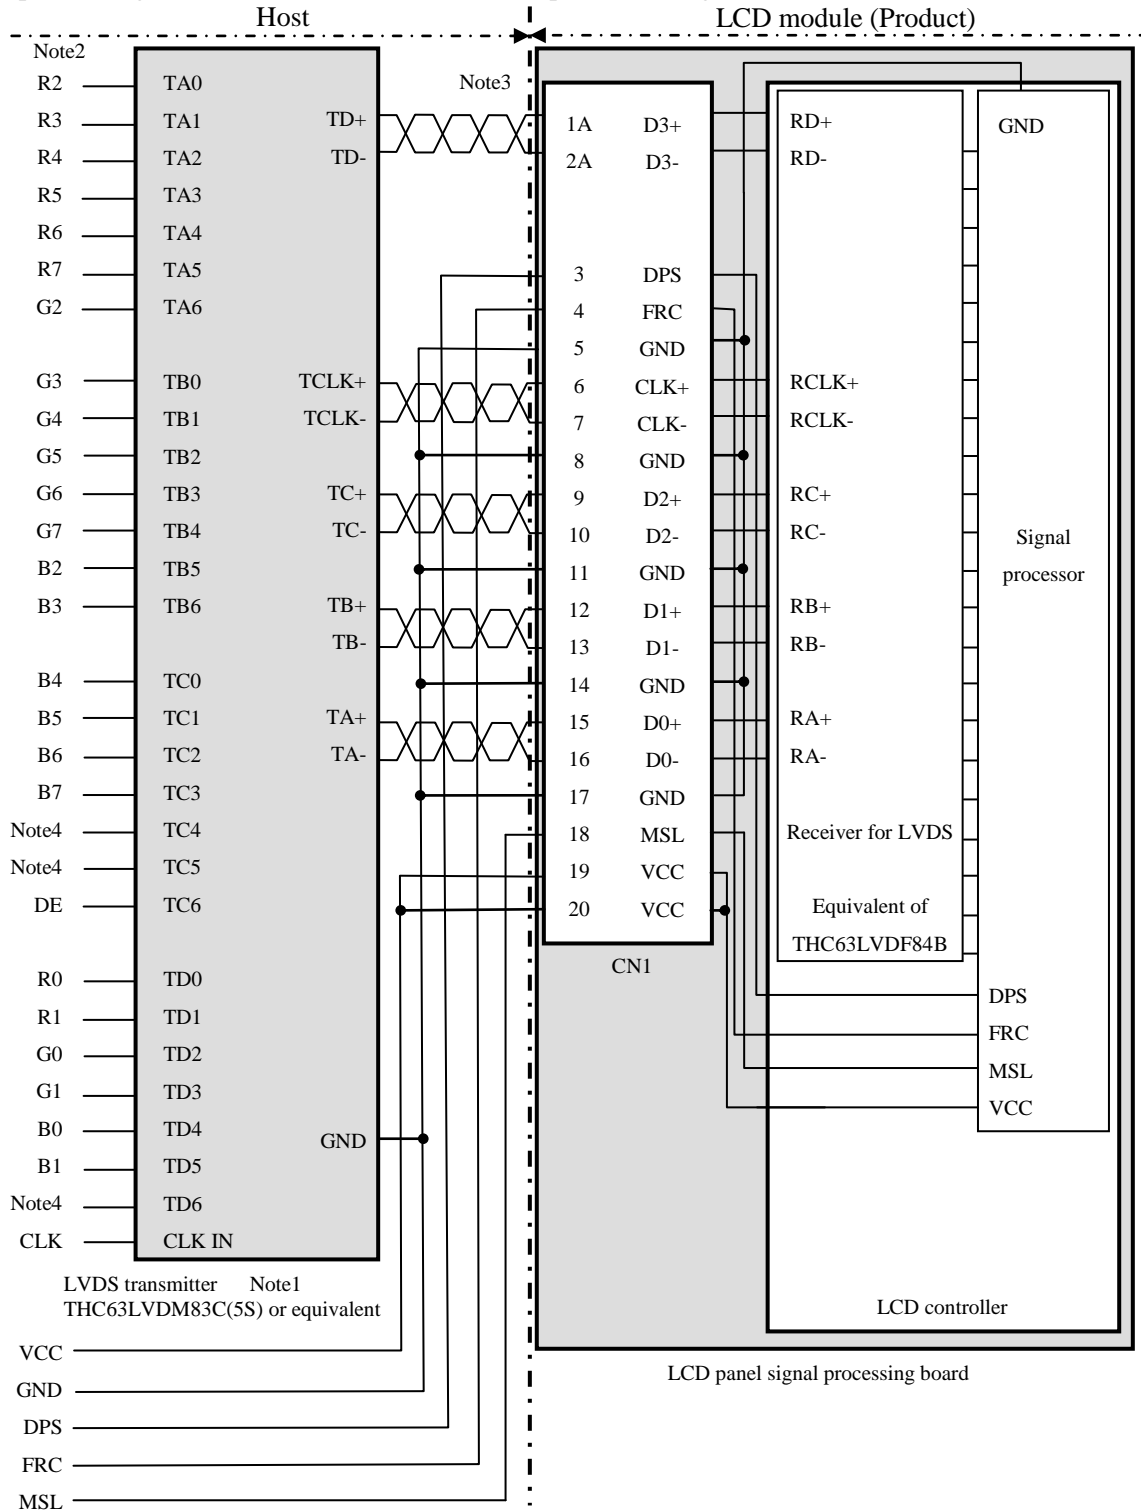 Host
LCD module (Product)
Note2
Note3
R2 TA0
R3 TA1 TD+
R4 TA2 TD-
R5 TA3
R6 TA4
R7 TA5
G2 TA6
G3 TB0 TCLK+
G4 TB1 TCLK-
G5 TB2
G6 TB3 TC+
G7 TB4 TC-
B2 TB5
B3 TB6 TB+
TB-
B4 TC0
B5 TC1 TA+
B6 TC2 TA-
B7 TC3
Note4 TC4
Note4 TC5
DE TC6
R0 TD0
R1 TD1
G0 TD2
G1 TD3
B0 TD4 GND
B1 TD5
Note4 TD6
CLK CLK IN
LVDS transmitter Note1
THC63LVDM83C(5S) or equivalent
VCC
GND
DPS
FRC
MSL
1A D3+
2A D3-
3 DPS
4 FRC
5 GND
6 CLK+
7 CLK-
8 GND
9 D2+
10 D2-
11 GND
12 D1+
13 D1-
14 GND
15 D0+
16 D0-
17 GND
18 MSL
19 VCC
20 VCC
CN1
RD+
RD-
RCLK+
RCLK-
RC+
RC-
RB+
RB-
RA+
RA-
Receiver for LVDS
Equivalent of
THC63LVDF84B
GND
Signal
processor
DPS
FRC
MSL
VCC
LCD controller
LCD panel signal processing board